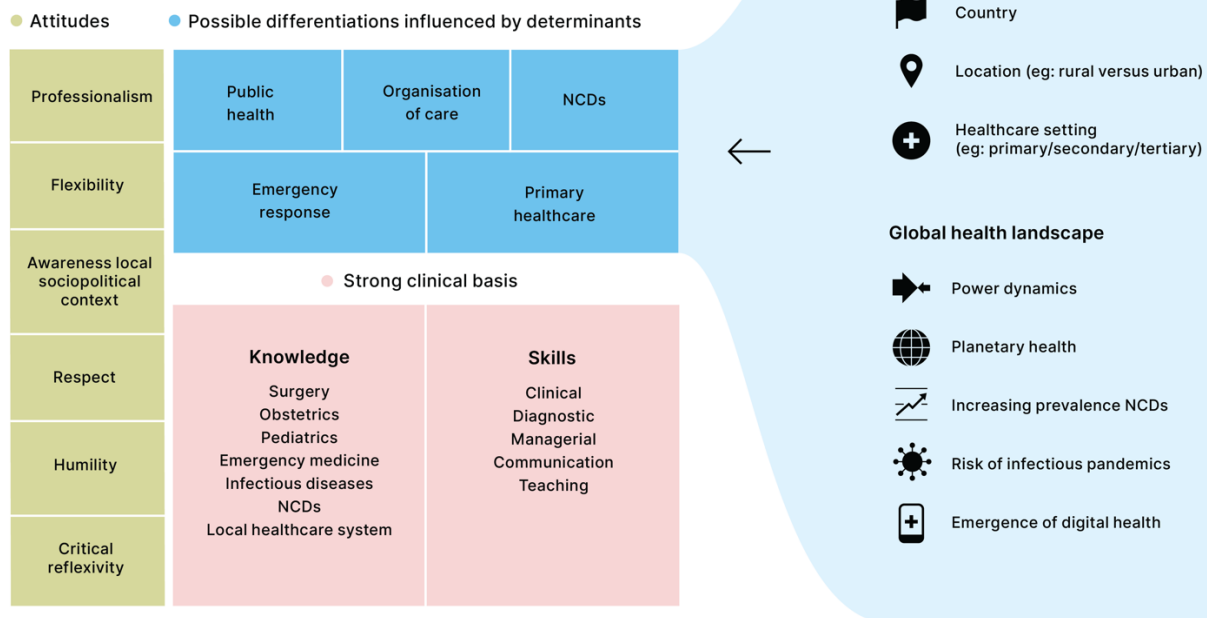 Attitudes
Possible differentiations influenced by determinants
Professionalism
Flexibility
Awareness local
sociopolitical
context
Respect
Humility
Critical
reflexivity
Public
health
Organisation
of care
NCDs
Emergency
response
Primary
healthcare
Strong clinical basis
Knowledge
Surgery
Obstetrics
Pediatrics
Emergency medicine
Infectious diseases
NCDs
Local healthcare system
Skills
Clinical
Diagnostic
Managerial
Communication
Teaching
Country
Location (eg: rural versus urban)
Healthcare setting
(eg: primary/secondary/tertiary)
Global health landscape
Power dynamics
Planetary health
Increasing prevalence NCDs
Risk of infectious pandemics
Emergence of digital health